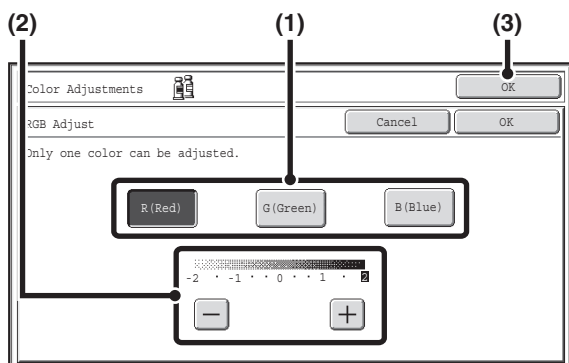 (2) (1) (3)
Color Adjustments OK
RGB Adjust Cancel OK
Only one color can be adjusted.
R(Red) G(Green) B(Blue)
-2 · -1 · · 0 · · 1 · 2
− +